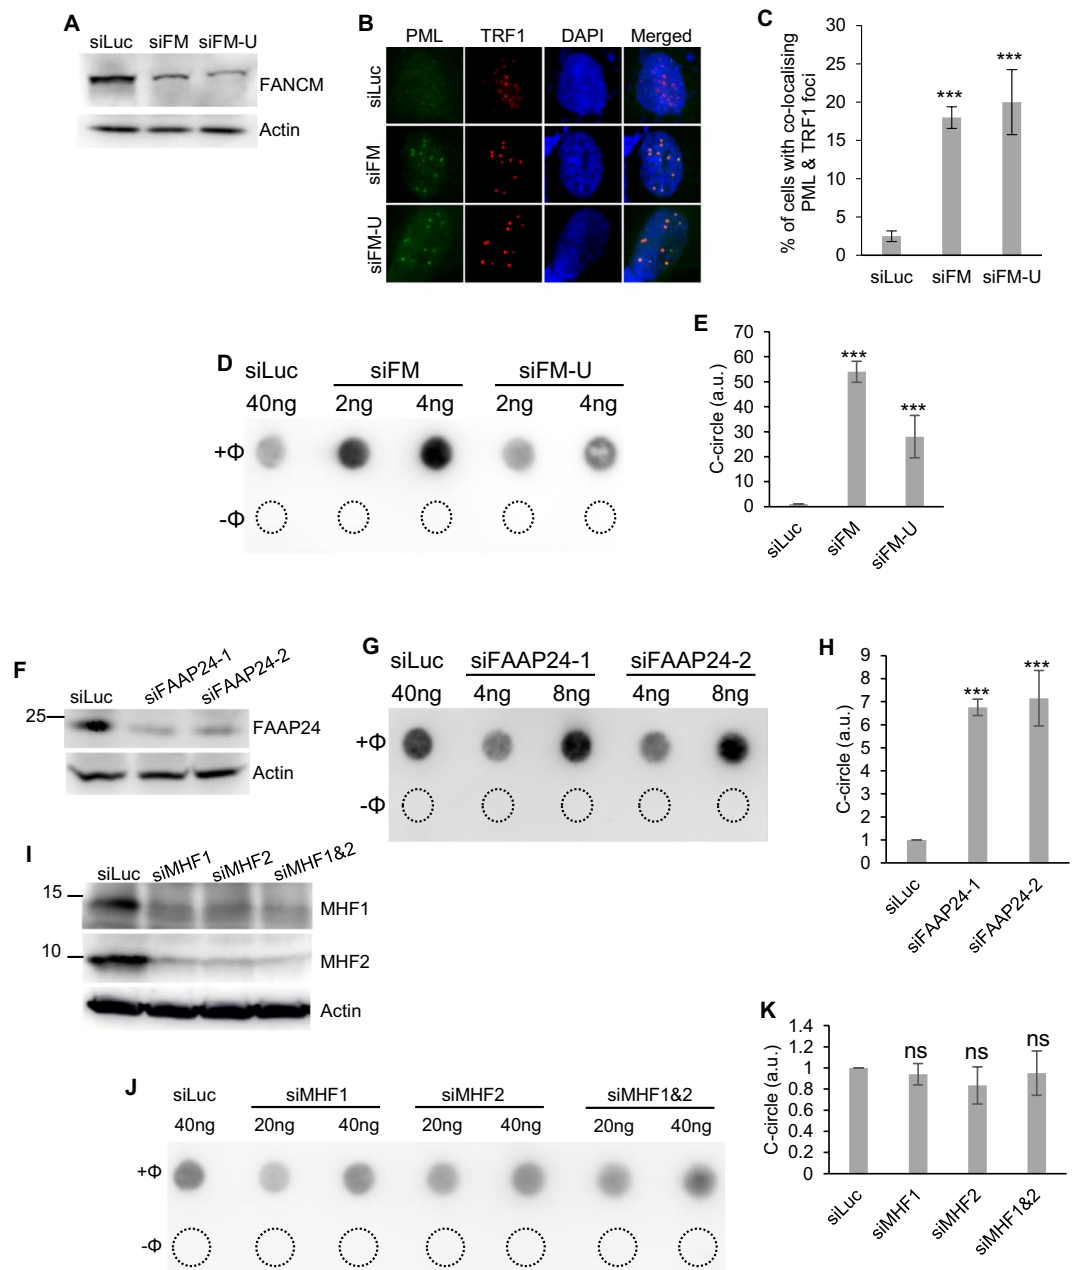 A
siLuc siFM siFM-U
FANCM
Actin
B
PML TRF1 DAPI Merged
siLuc
siFM
siFM-U
C
% of cells with co-localising
PML & TRF1 foci
30
25
20
15
10
5
0
***
***
siLuc siFM siFM-U
D
siLuc siFM siFM-U
40ng 2ng 4ng 2ng 4ng
+Φ
-Φ
E
C-circle (a.u.)
70
60
50
40
30
20
10
0
***
***
siLuc
siFM
siFM-U
F
siLuc siFAAP24-1 siFAAP24-2
25
FAAP24
Actin
G
siLuc siFAAP24-1 siFAAP24-2
40ng 4ng 8ng 4ng 8ng
+Φ
-Φ
H
C-circle (a.u.)
9
8
7
6
5
4
3
2
1
0
***
***
siLuc
siFAAP24-1
siFAAP24-2
I
siLuc siMHF1 siMHF2 siMHF1&2
15
MHF1
10
MHF2
Actin
J
siLuc siMHF1 siMHF2 siMHF1&2
40ng 20ng 40ng 20ng 40ng 20ng 40ng
+Φ
-Φ
K
C-circle (a.u.)
1.4
1.2
1
0.8
0.6
0.4
0.2
0
ns
ns
ns
siLuc
siMHF1
siMHF2
siMHF1&2